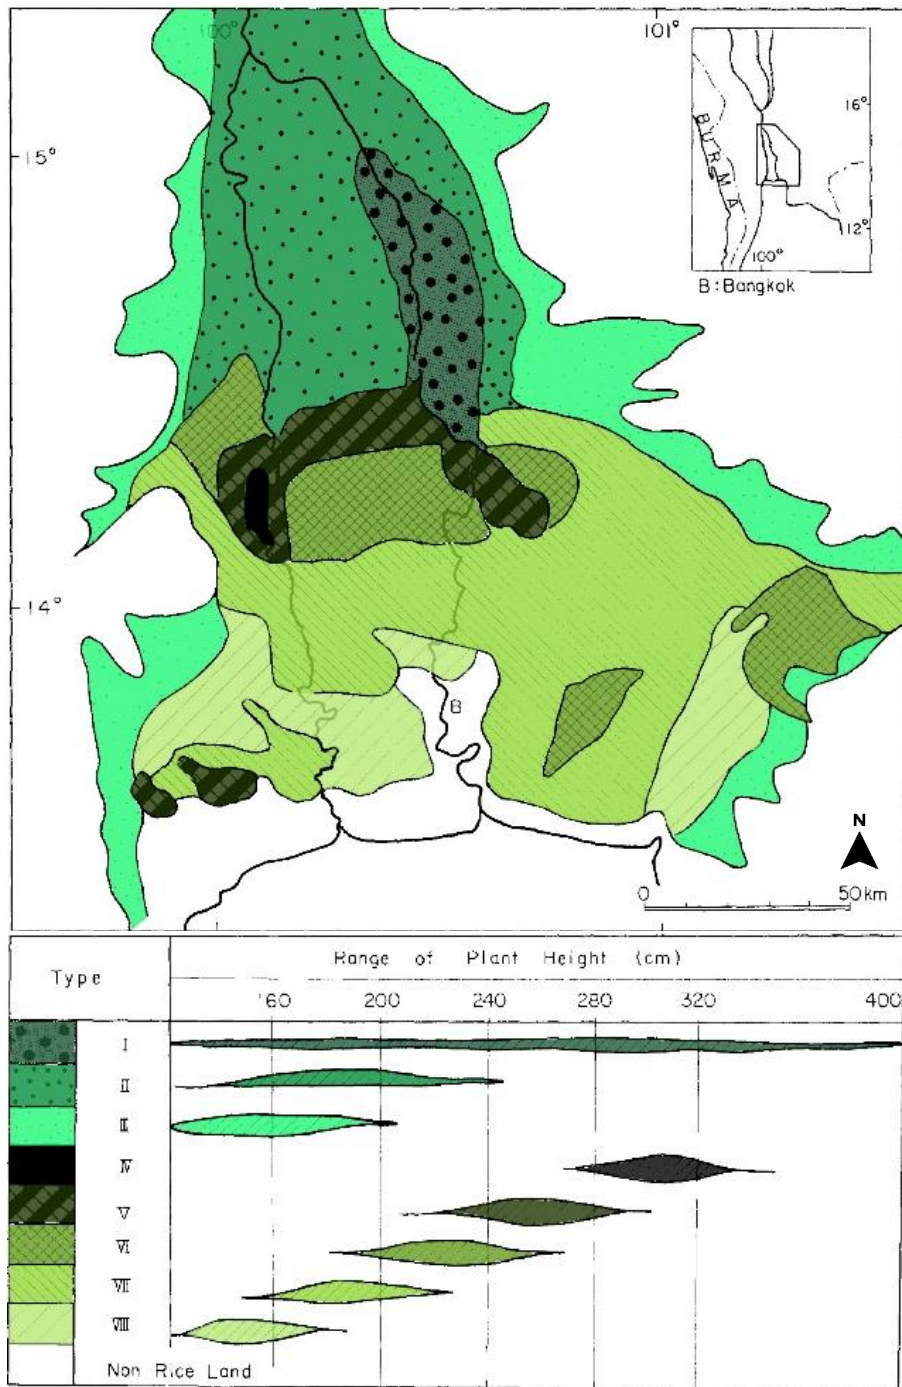 100°
101°
16°
BURMA
15°
12°
100°
B:Bangkok
14°
B
N
0 50km
Type
Range of Plant Height (cm)
160 200 240 280 320 400
I
II
III
IV
V
VI
VII
VIII
Non Rice Land